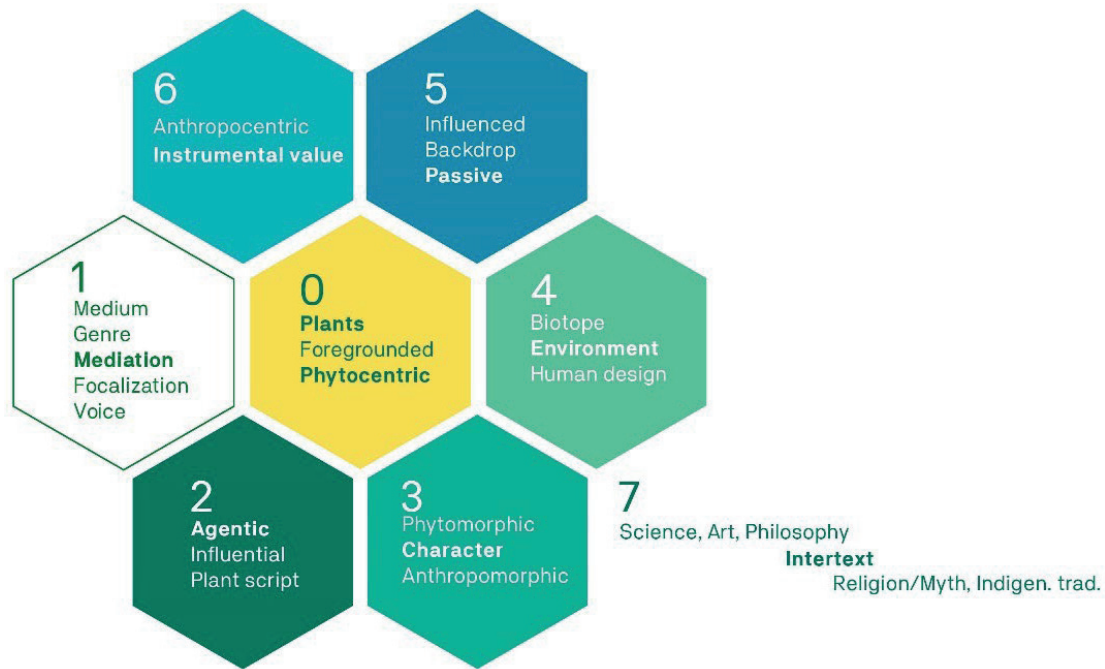 6
Anthropocentric
Instrumental value
5
Influenced
Backdrop
Passive
1
Medium
Genre
Mediation
Focalization
Voice
0
Plants
Foregrounded
Phytocentric
4
Biotope
Environment
Human design
2
Agentic
Influential
Plant script
3
Phytomorphic
Character
Anthropomorphic
7
Science, Art, Philosophy
Intertext
Religion/Myth, Indigen. trad.